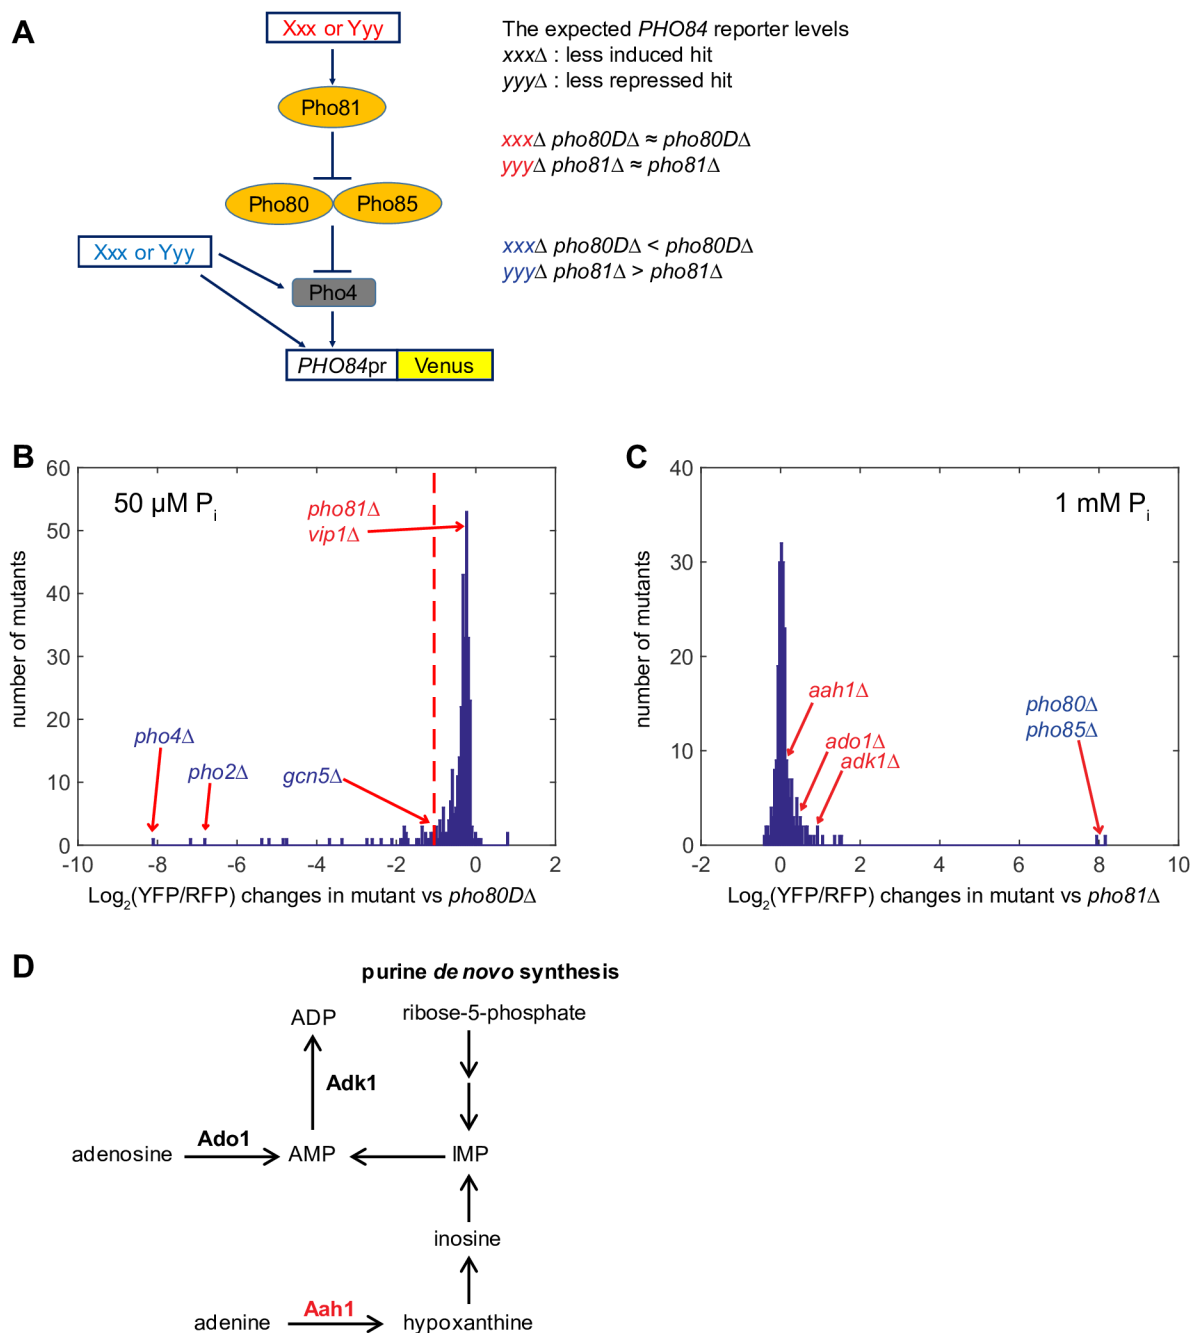 A
Xxx or Yyy
Pho81
Pho80
Pho85
Xxx or Yyy
Pho4
PHO84pr
Venus
The expected PHO84 reporter levels
xxxΔ : less induced hit
yyyΔ : less repressed hit
xxxΔ pho80DΔ ≈ pho80DΔ
yyyΔ pho81Δ ≈ pho81Δ
xxxΔ pho80DΔ < pho80DΔ
yyyΔ pho81Δ > pho81Δ
B
60
50
40
30
20
10
0
number of mutants
50 µM Pi
pho81Δ
vip1Δ
pho4Δ
pho2Δ
gcn5Δ
-10 -8 -6 -4 -2 0 2
Log2(YFP/RFP) changes in mutant vs pho80DΔ
C
40
30
20
10
0
number of mutants
1 mM Pi
aah1Δ
ado1Δ
adk1Δ
pho80Δ
pho85Δ
-2 0 2 4 6 8 10
Log2(YFP/RFP) changes in mutant vs pho81Δ
D
purine de novo synthesis
ADP
ribose-5-phosphate
Adk1
Ado1
adenosine
AMP
IMP
inosine
Aah1
adenine
hypoxanthine